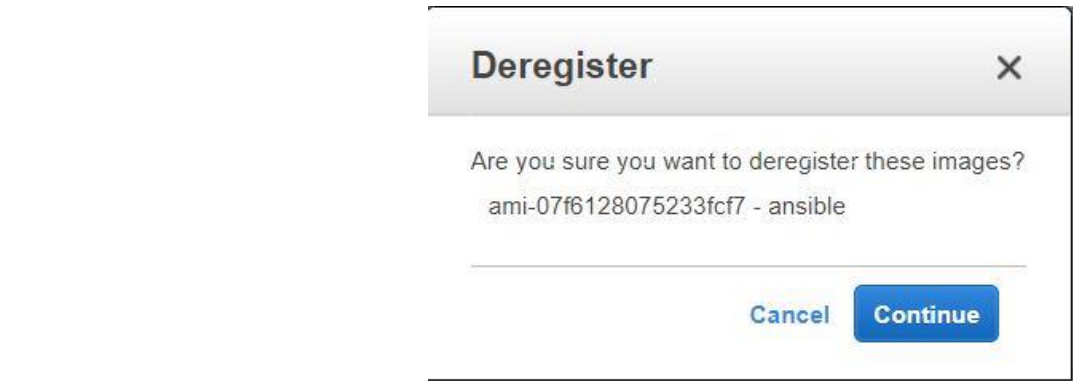 Deregister
Are you sure you want to deregister these images?
ami-07f6128075233fcf7 - ansible
Cancel Continue